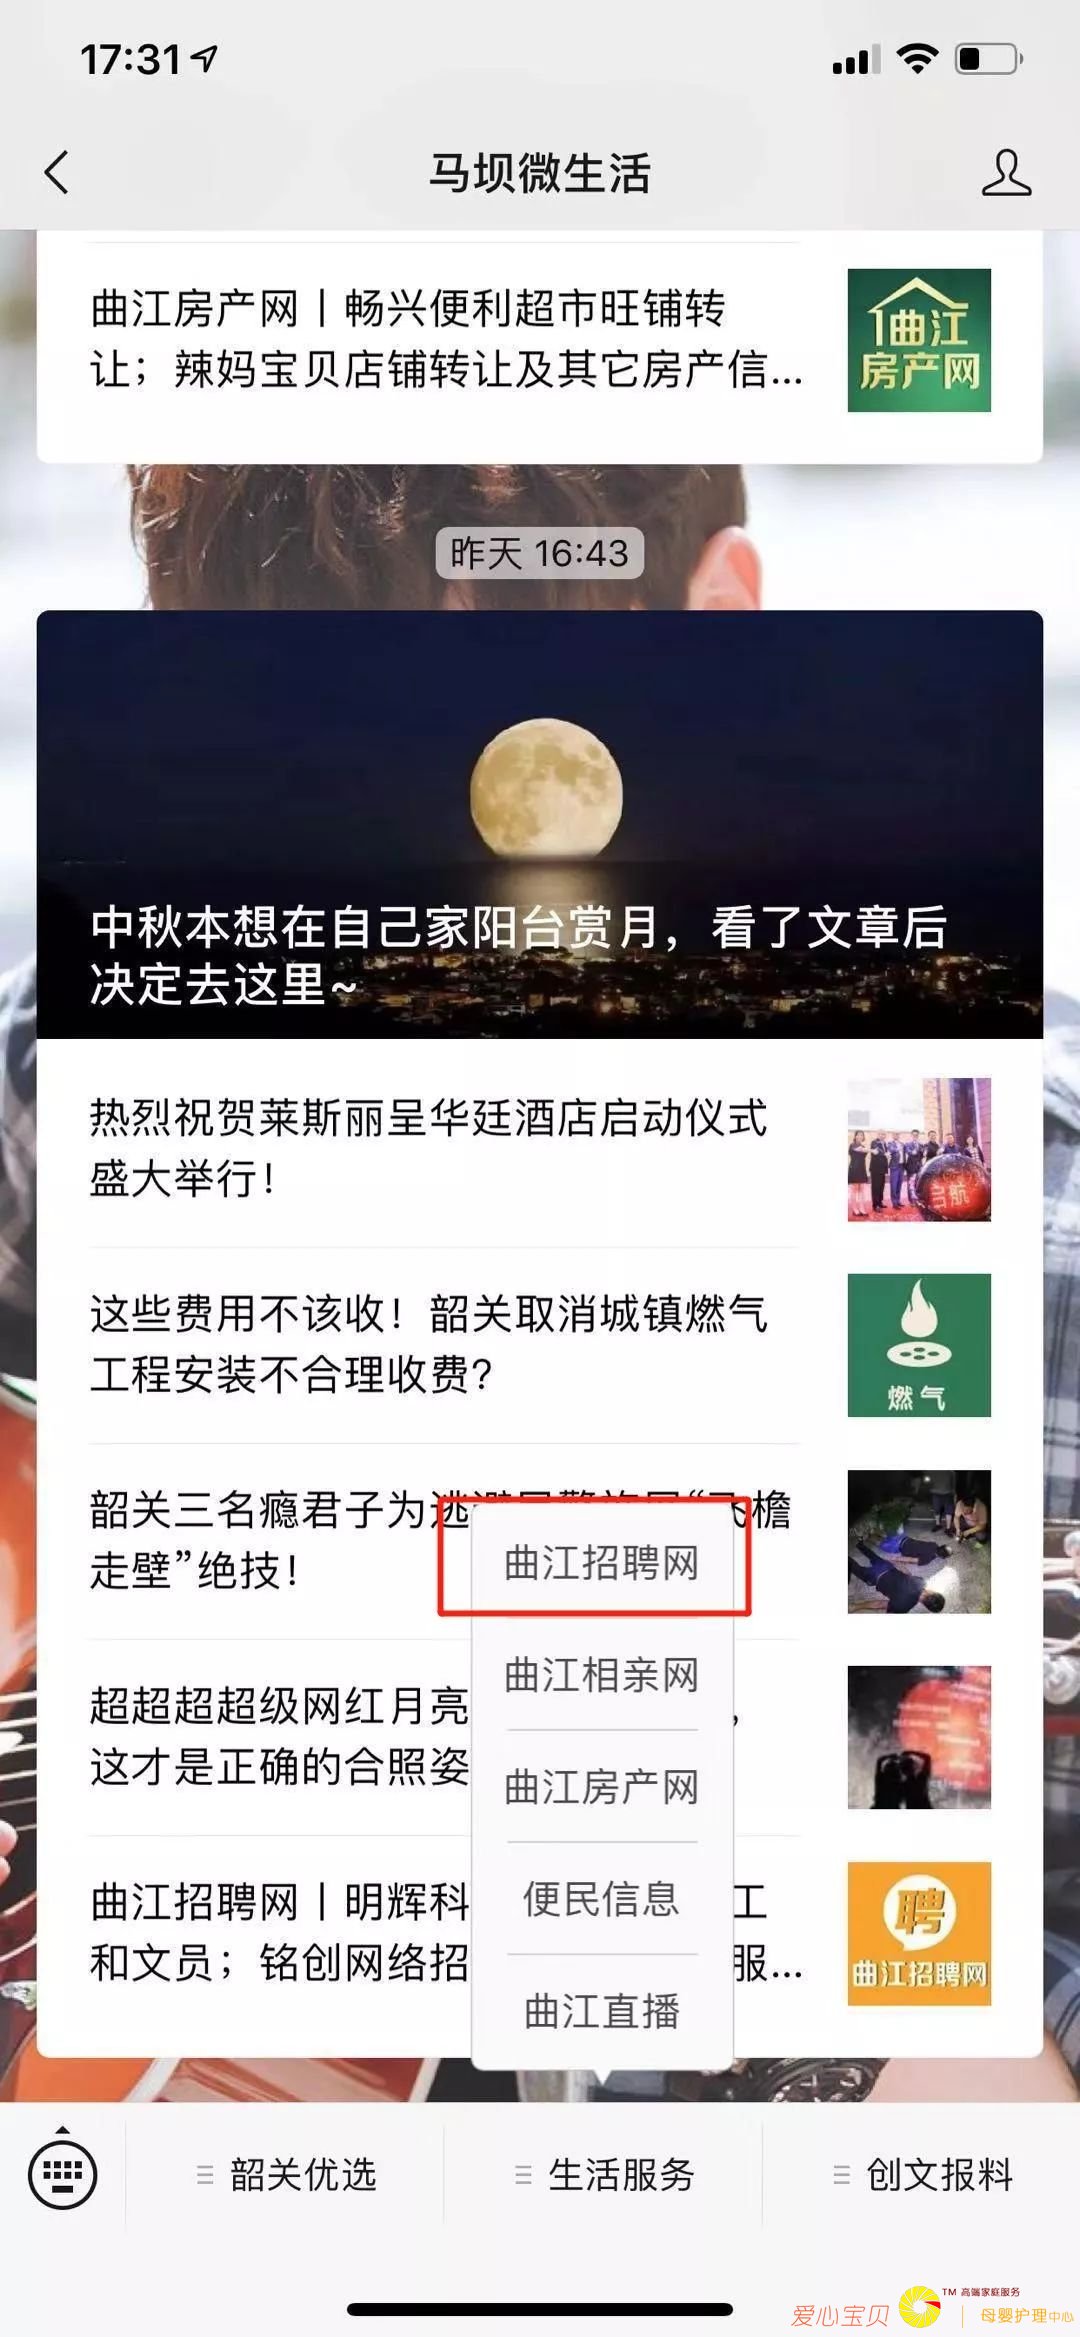 17:31
马坝微生活
曲江房产网丨畅兴便利超市旺铺转
让；辣妈宝贝店铺转让及其它房产信...
曲江
房产网
昨天 16:43
中秋本想在自己家阳台赏月，看了文章后
决定去这里~
热烈祝贺莱斯丽呈华廷酒店启动仪式
盛大举行！
启航
这些费用不该收！韶关取消城镇燃气
工程安装不合理收费？
燃气
韶关三名瘾君子为逃
檐
走壁”绝技！
曲江招聘网
曲江相亲网
曲江房产网
便民信息
曲江直播
超超超超级网红月亮
，
这才是正确的合照姿
曲江招聘网丨明辉科
工
和文员；铭创网络招
服...
聘
曲江招聘网
韶关优选
生活服务
创文报料
爱心宝贝
TM 高端家庭服务
母婴护理中心